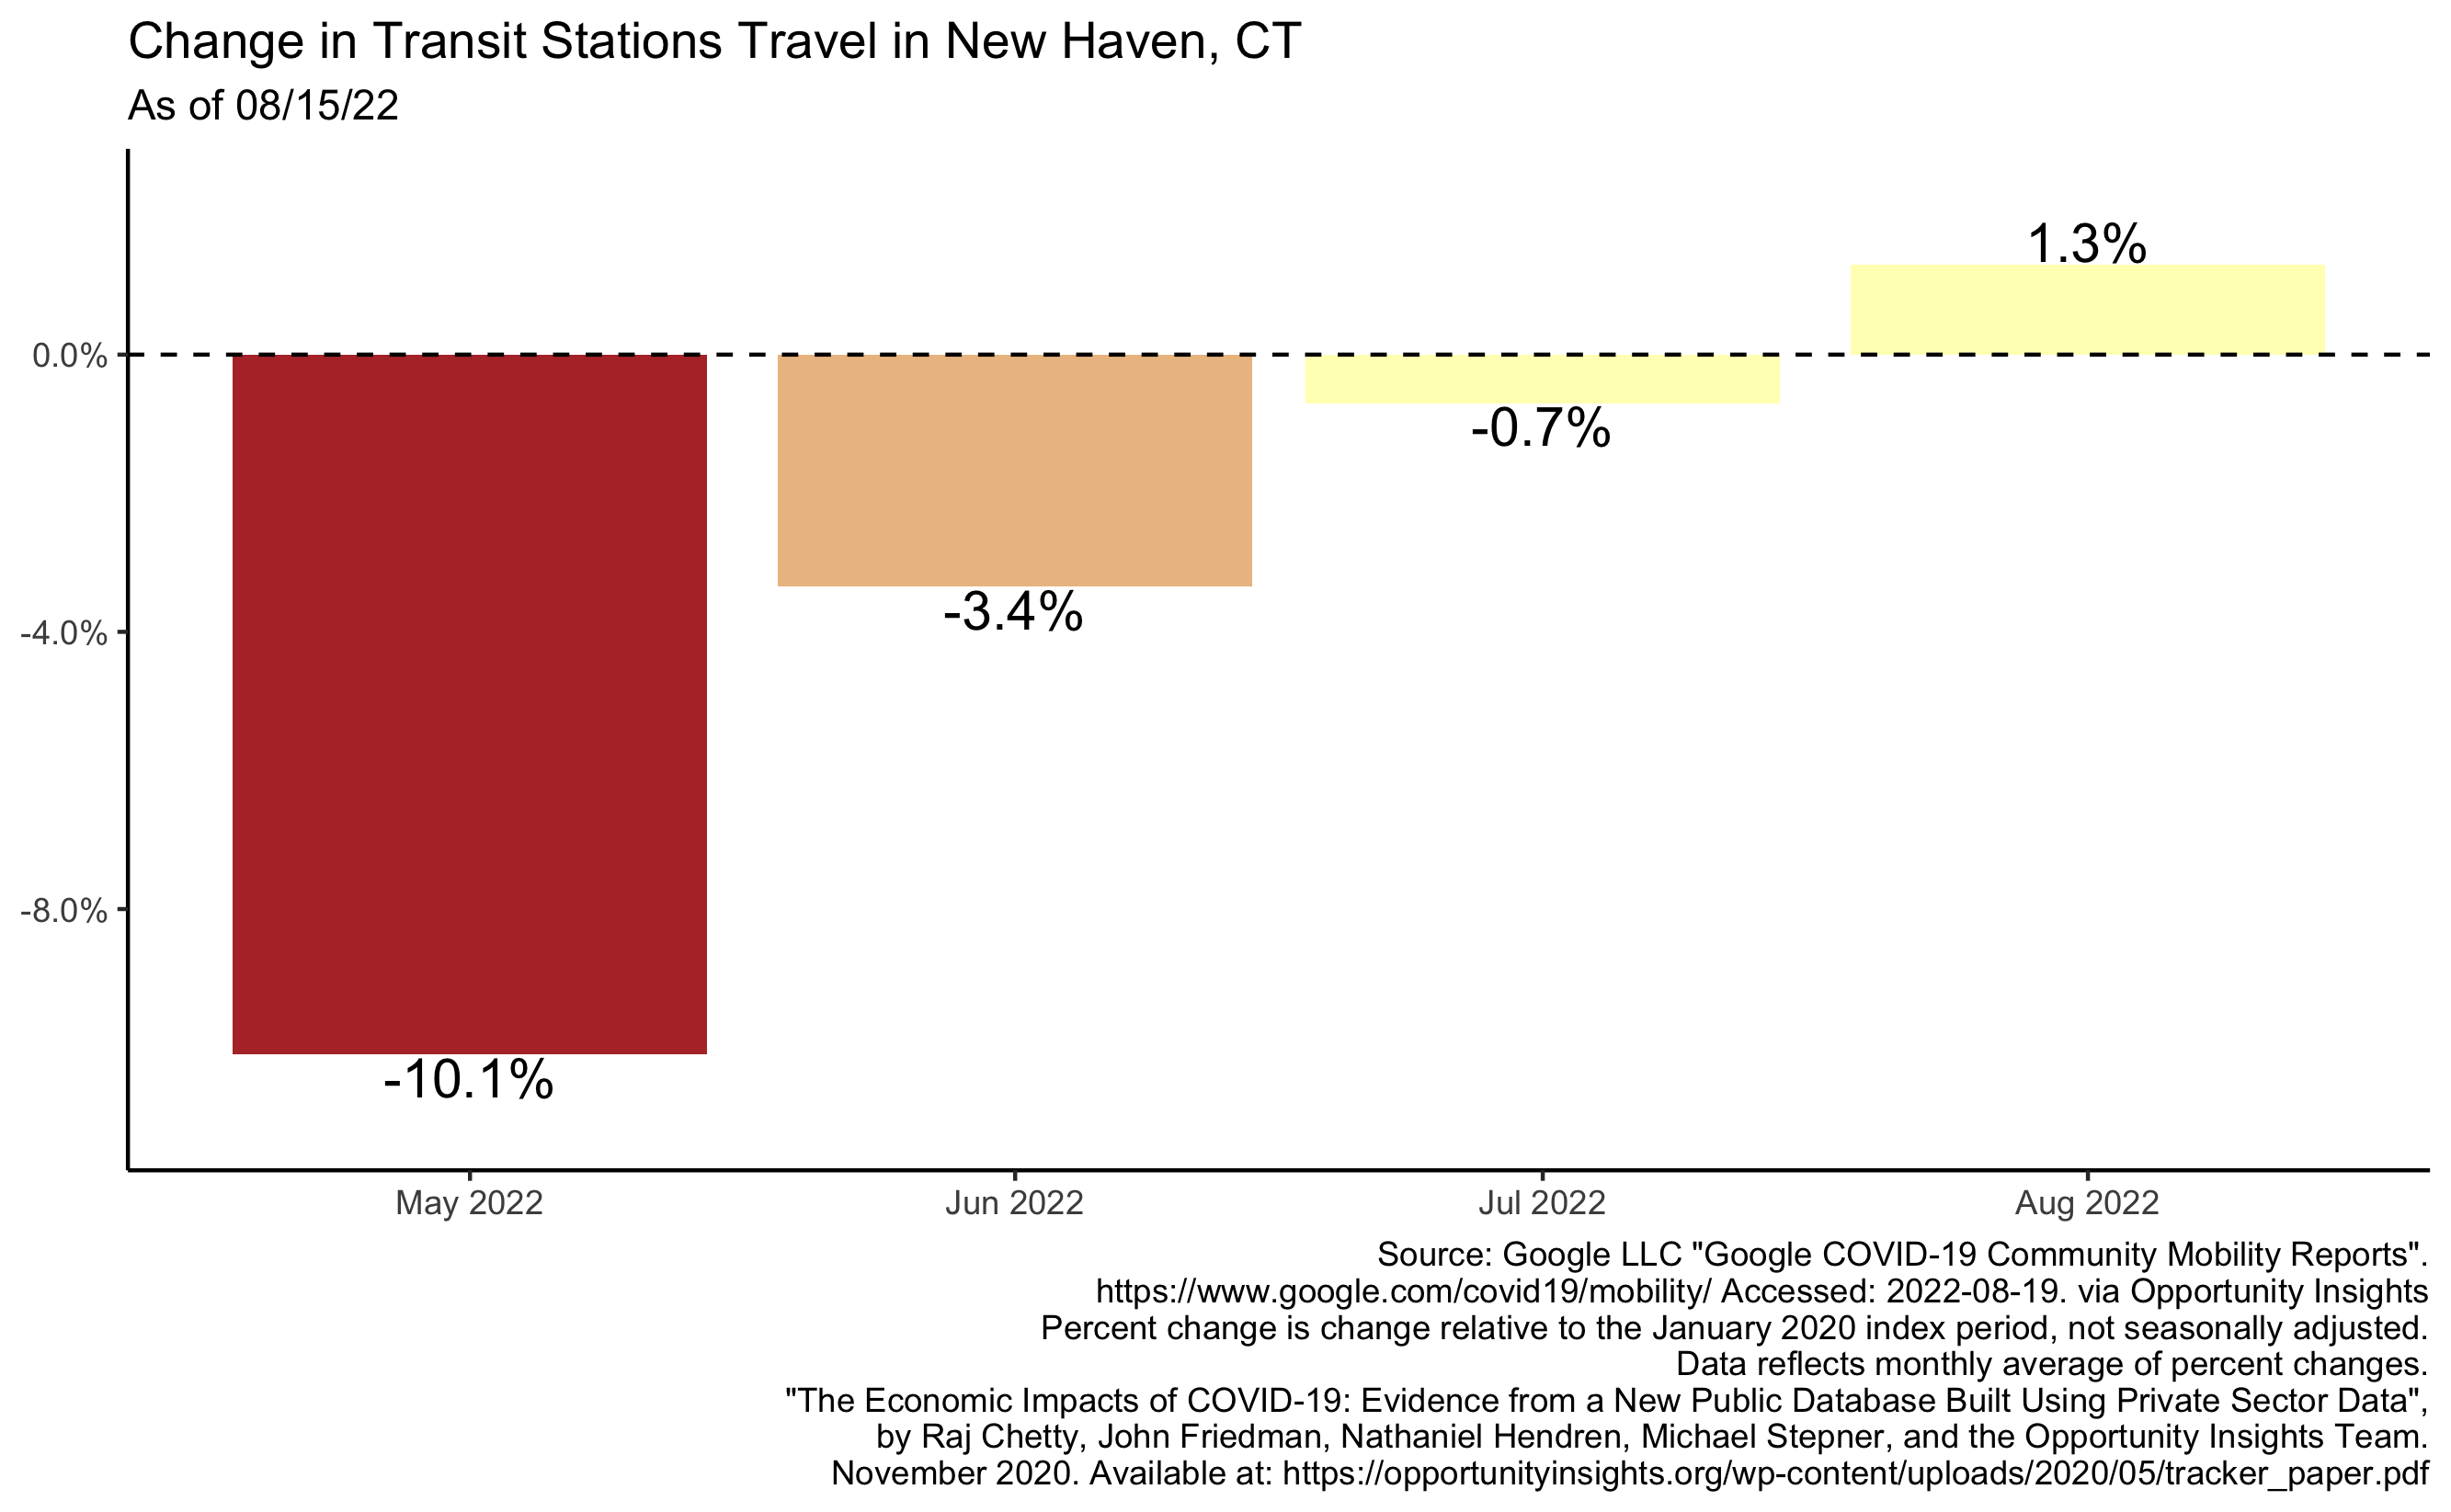 Change in Transit Stations Travel in New Haven, CT
As of 08/15/22
1.3%
0.0%
-0.7%
-3.4%
-4.0%
-8.0%
-10.1%
May 2022 Jun 2022 Jul 2022 Aug 2022
Source: Google LLC "Google COVID-19 Community Mobility Reports".
https://www.google.com/covid19/mobility/ Accessed: 2022-08-19. via Opportunity Insights
Percent change is change relative to the January 2020 index period, not seasonally adjusted.
Data reflects monthly average of percent changes.
"The Economic Impacts of COVID-19: Evidence from a New Public Database Built Using Private Sector Data",
by Raj Chetty, John Friedman, Nathaniel Hendren, Michael Stepner, and the Opportunity Insights Team.
November 2020. Available at: https://opportunityinsights.org/wp-content/uploads/2020/05/tracker_paper.pdf